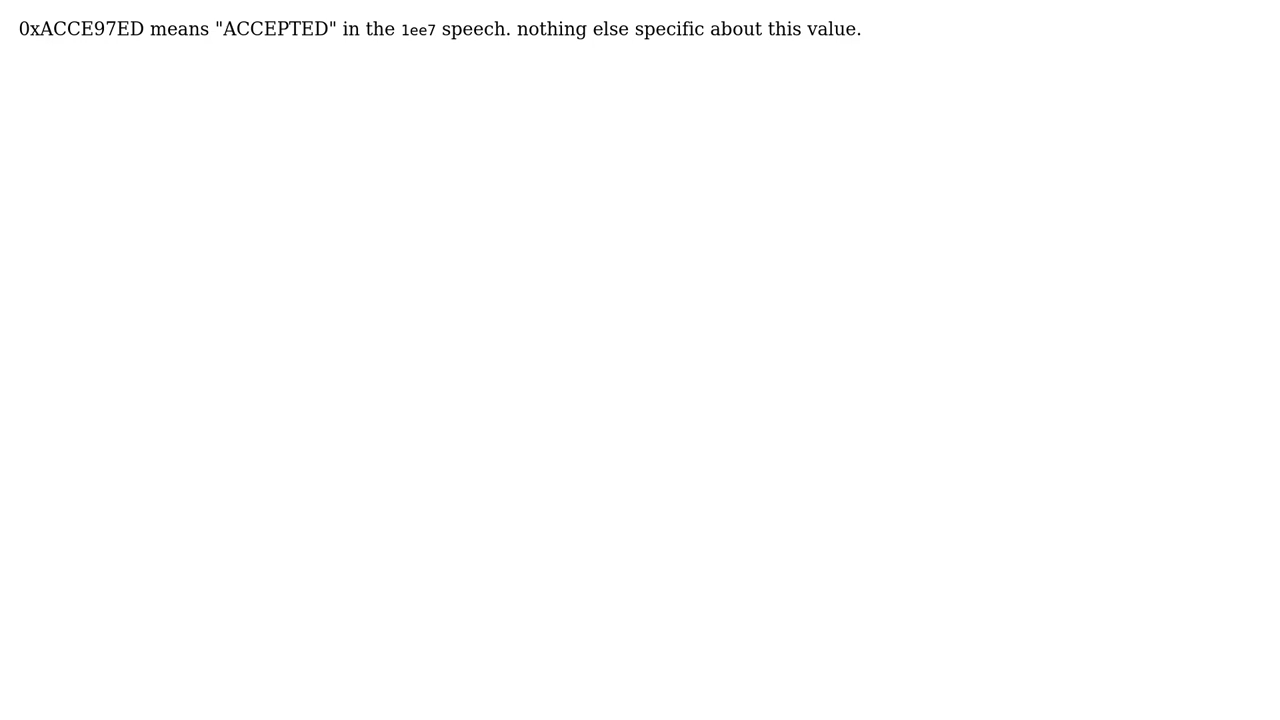 0xACCE97ED means "ACCEPTED" in the 1ee7 speech. nothing else specific about this value.